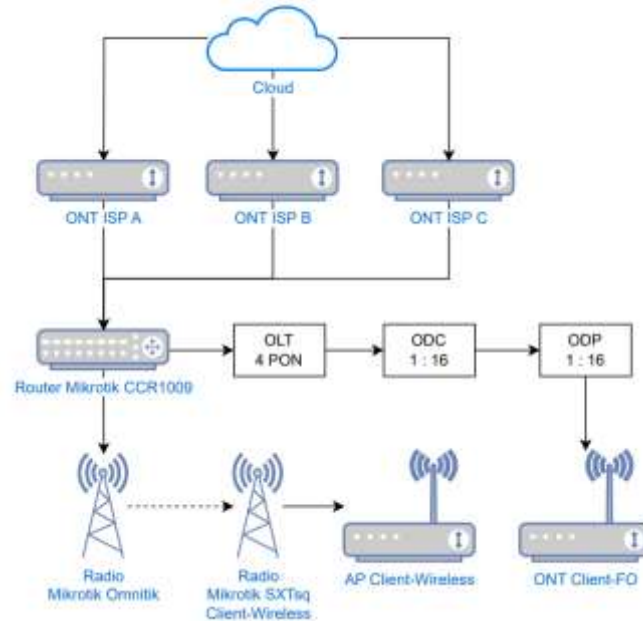 Cloud
ONT ISP A
ONT ISP B
ONT ISP C
Router Mikrotik CCR1009
OLT
4 PON
ODC
1 : 16
ODP
1 : 16
Radio
Mikrotik Omnitik
Radio
Mikrotik SXTsq
Client-Wireless
AP Client-Wireless
ONT Client-FO